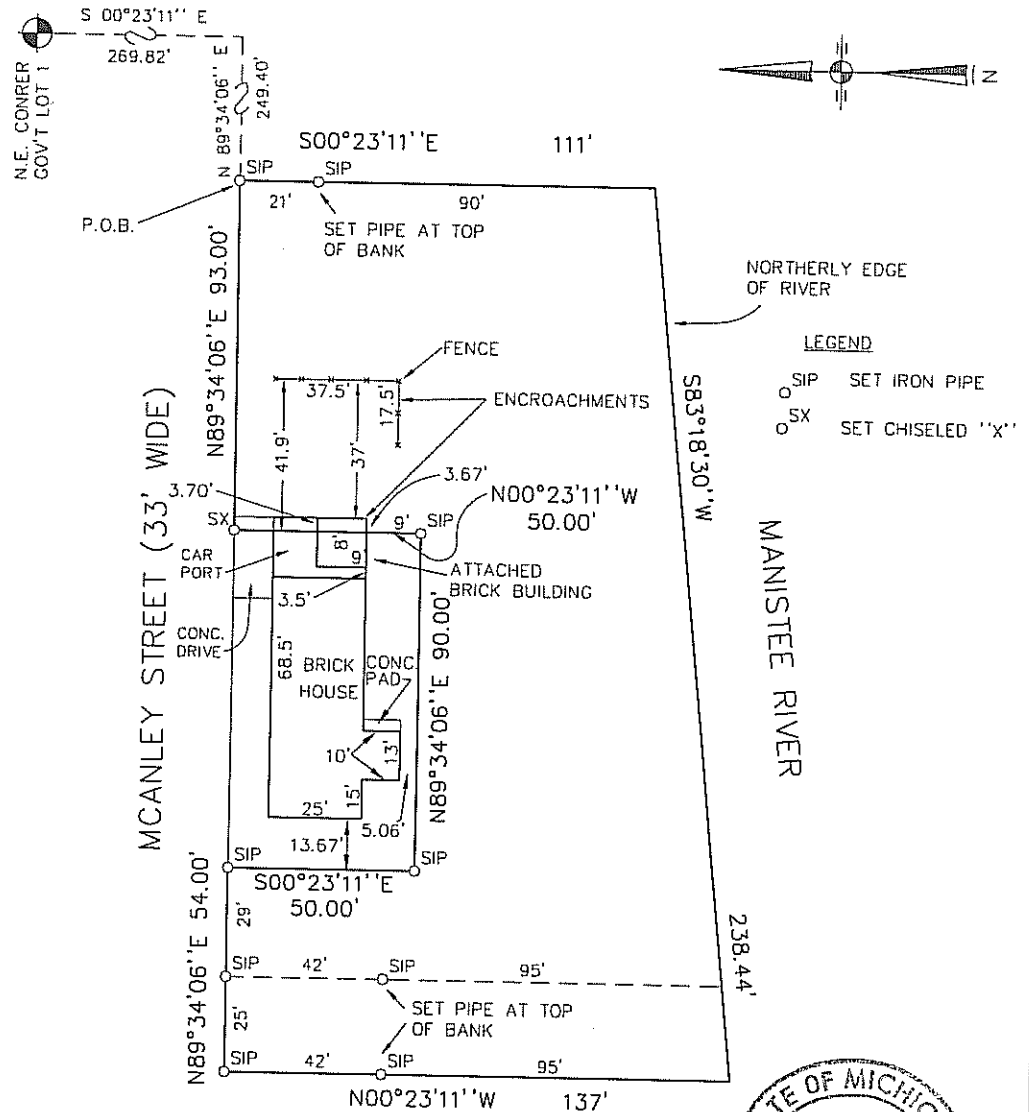 S 00°23'11'' E
269.82'
N.E. CONRER
GOV'T LOT 1
N 89°34'06'' E
249.40'
N
S00°23'11''E 111'
SIP
SIP
21'
90'
P.O.B.
SET PIPE AT TOP
OF BANK
N89°34'06''E 93.00'
NORTHERLY EDGE
OF RIVER
LEGEND
SIP SET IRON PIPE
SX SET CHISELED ''X''
FENCE
37.5'
17.5'
ENCROACHMENTS
41.9'
37'
3.67'
3.70'
N00°23'11''W
50.00'
SX
9'
SIP
8'
9'
CAR
PORT
ATTACHED
BRICK BUILDING
3.5'
CONC.
DRIVE
68.5'
BRICK
HOUSE
CONC.
PAD
N89°34'06''E 90.00'
S83°18'30''W
MANISTEE RIVER
MCANLEY STREET (33' WIDE)
10'
13'
15'
25'
5.06'
13.67'
SIP
SIP
S00°23'11''E
50.00'
N89°34'06''E 54.00'
29'
238.44'
SIP
42'
SIP
95'
SET PIPE AT TOP
OF BANK
25'
SIP
42'
SIP
95'
N00°23'11''W 137'
OF